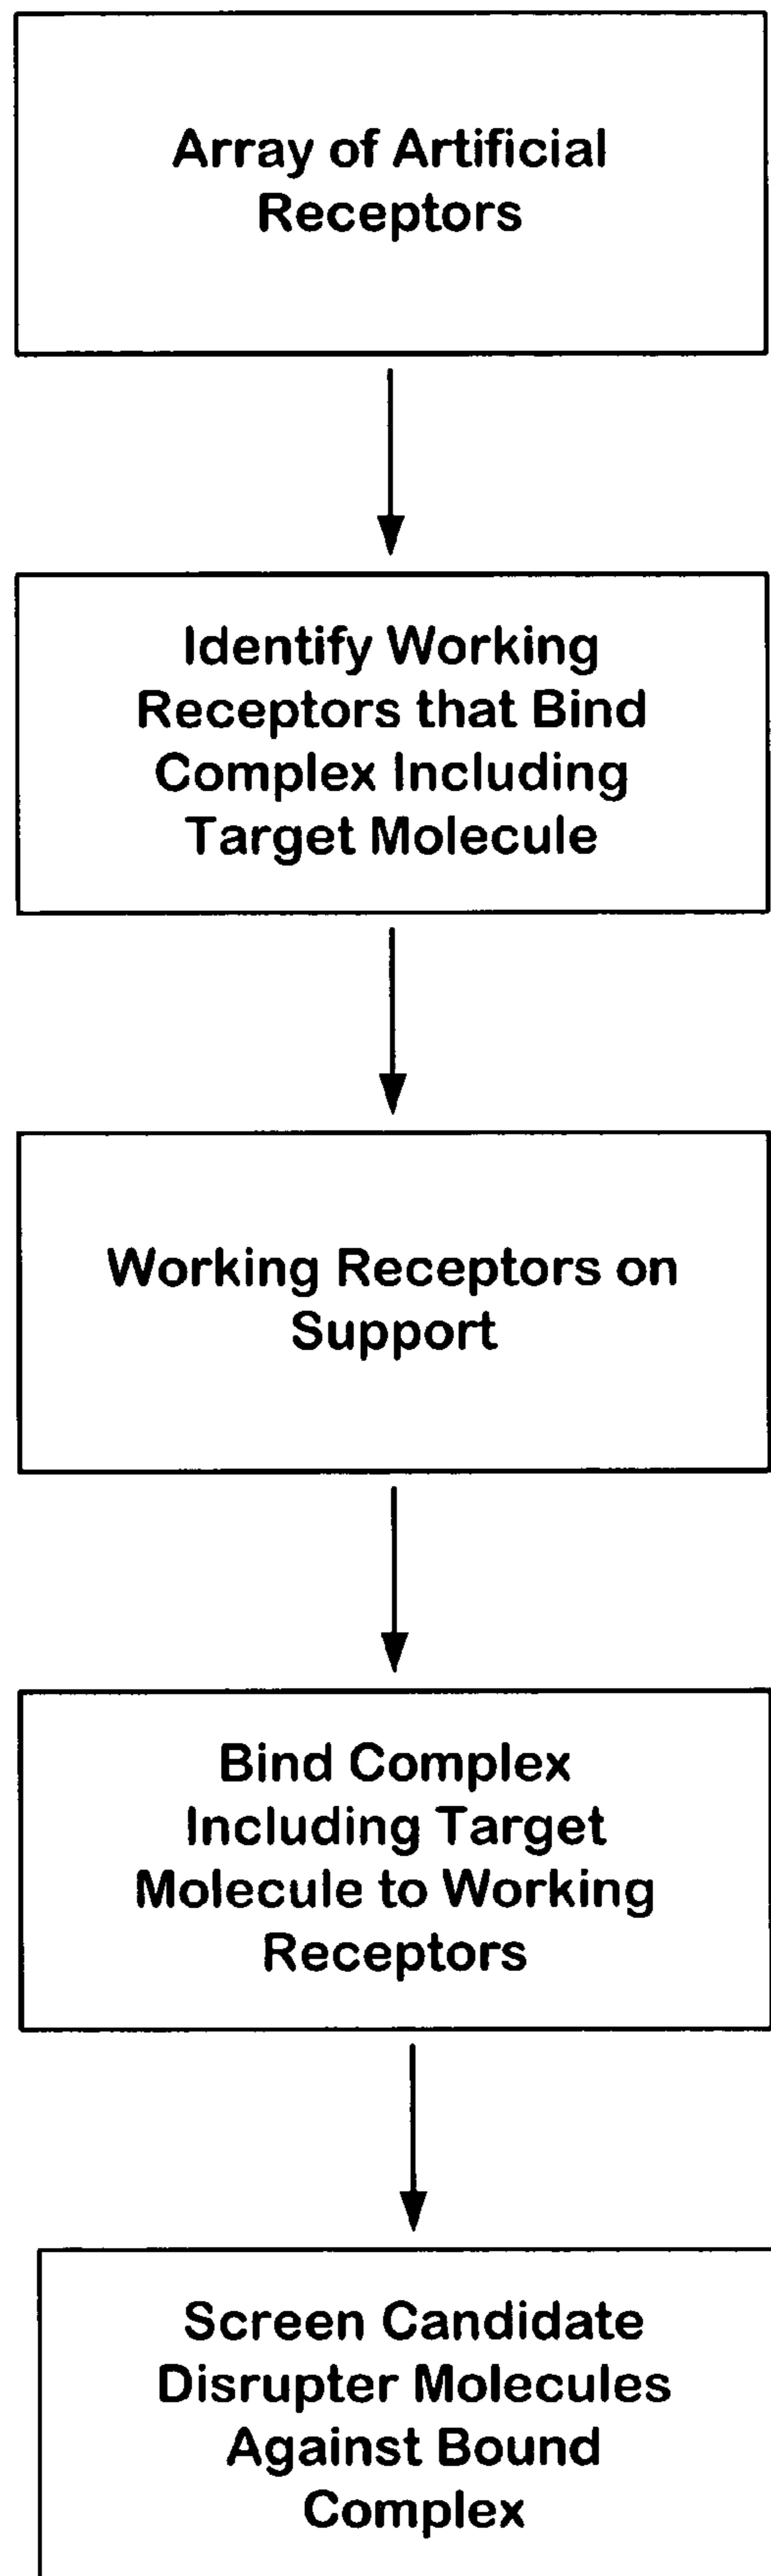 Array of Artificial
Receptors
Identify Working
Receptors that Bind
Complex Including
Target Molecule
Working Receptors on
Support
Bind Complex
Including Target
Molecule to Working
Receptors
Screen Candidate
Disrupter Molecules
Against Bound
Complex